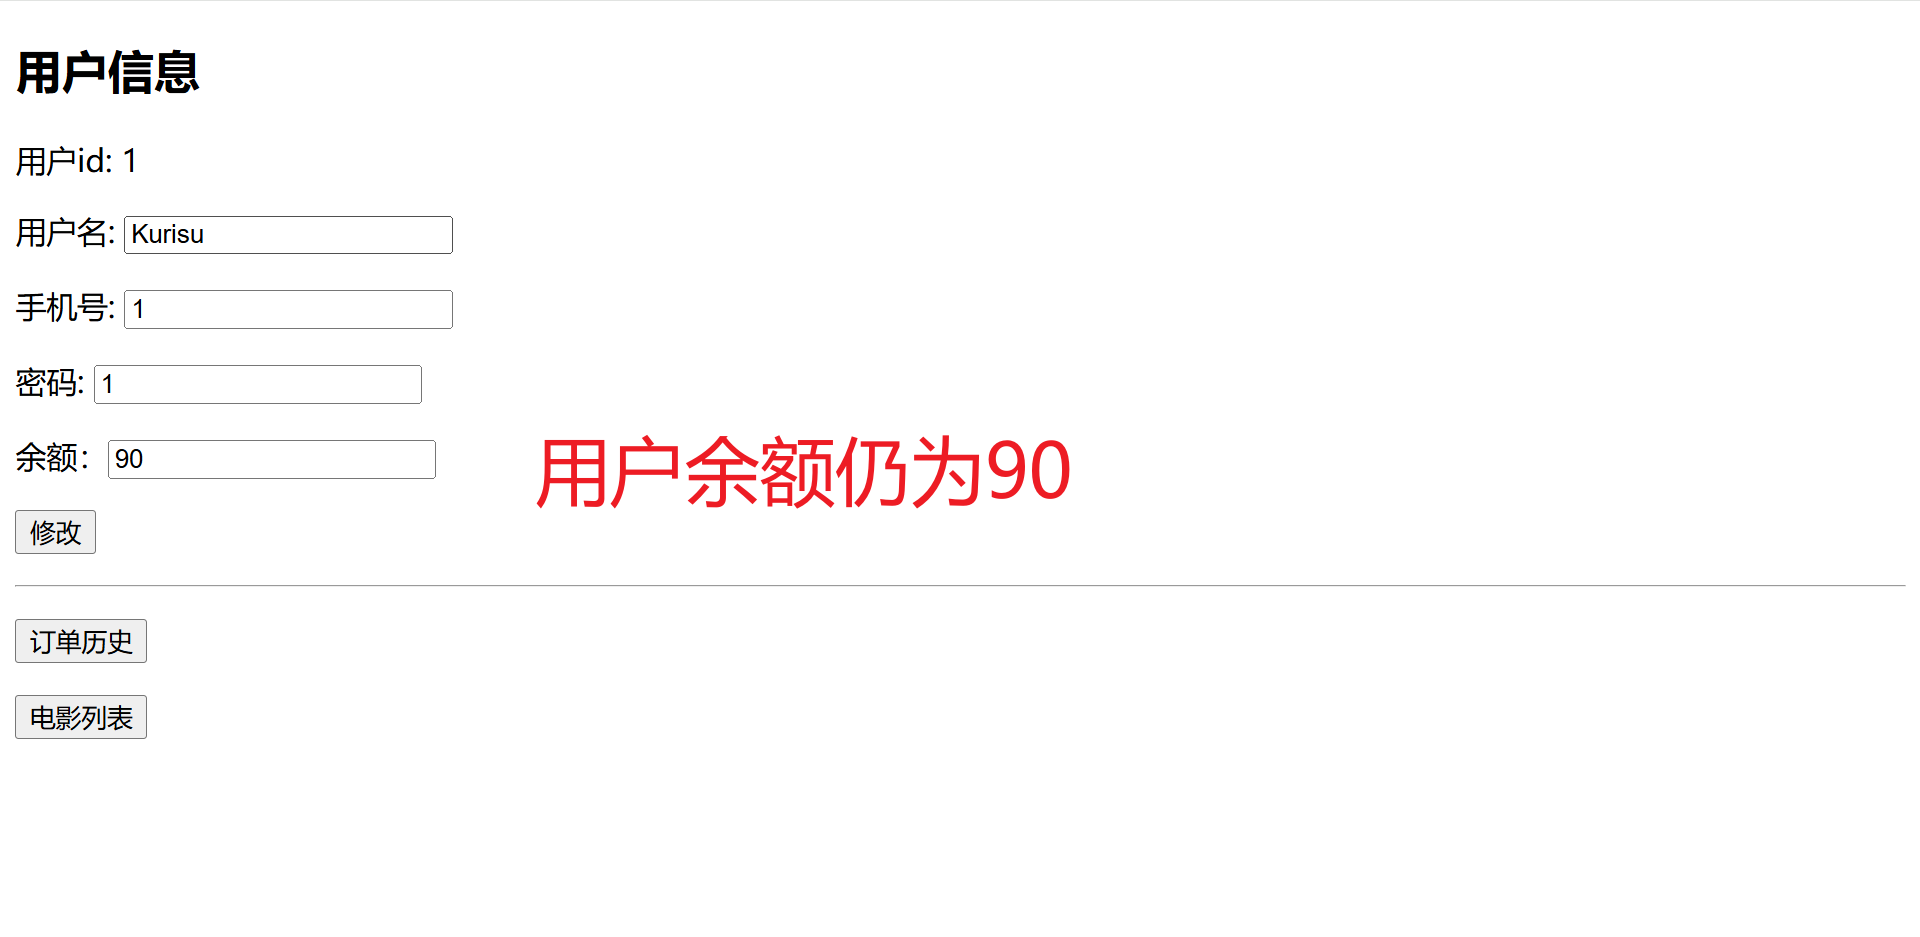 用户信息
用户id: 1
用户名: Kurisu
手机号: 1
密码: 1
余额： 90
用户余额仍为90
修改
订单历史
电影列表